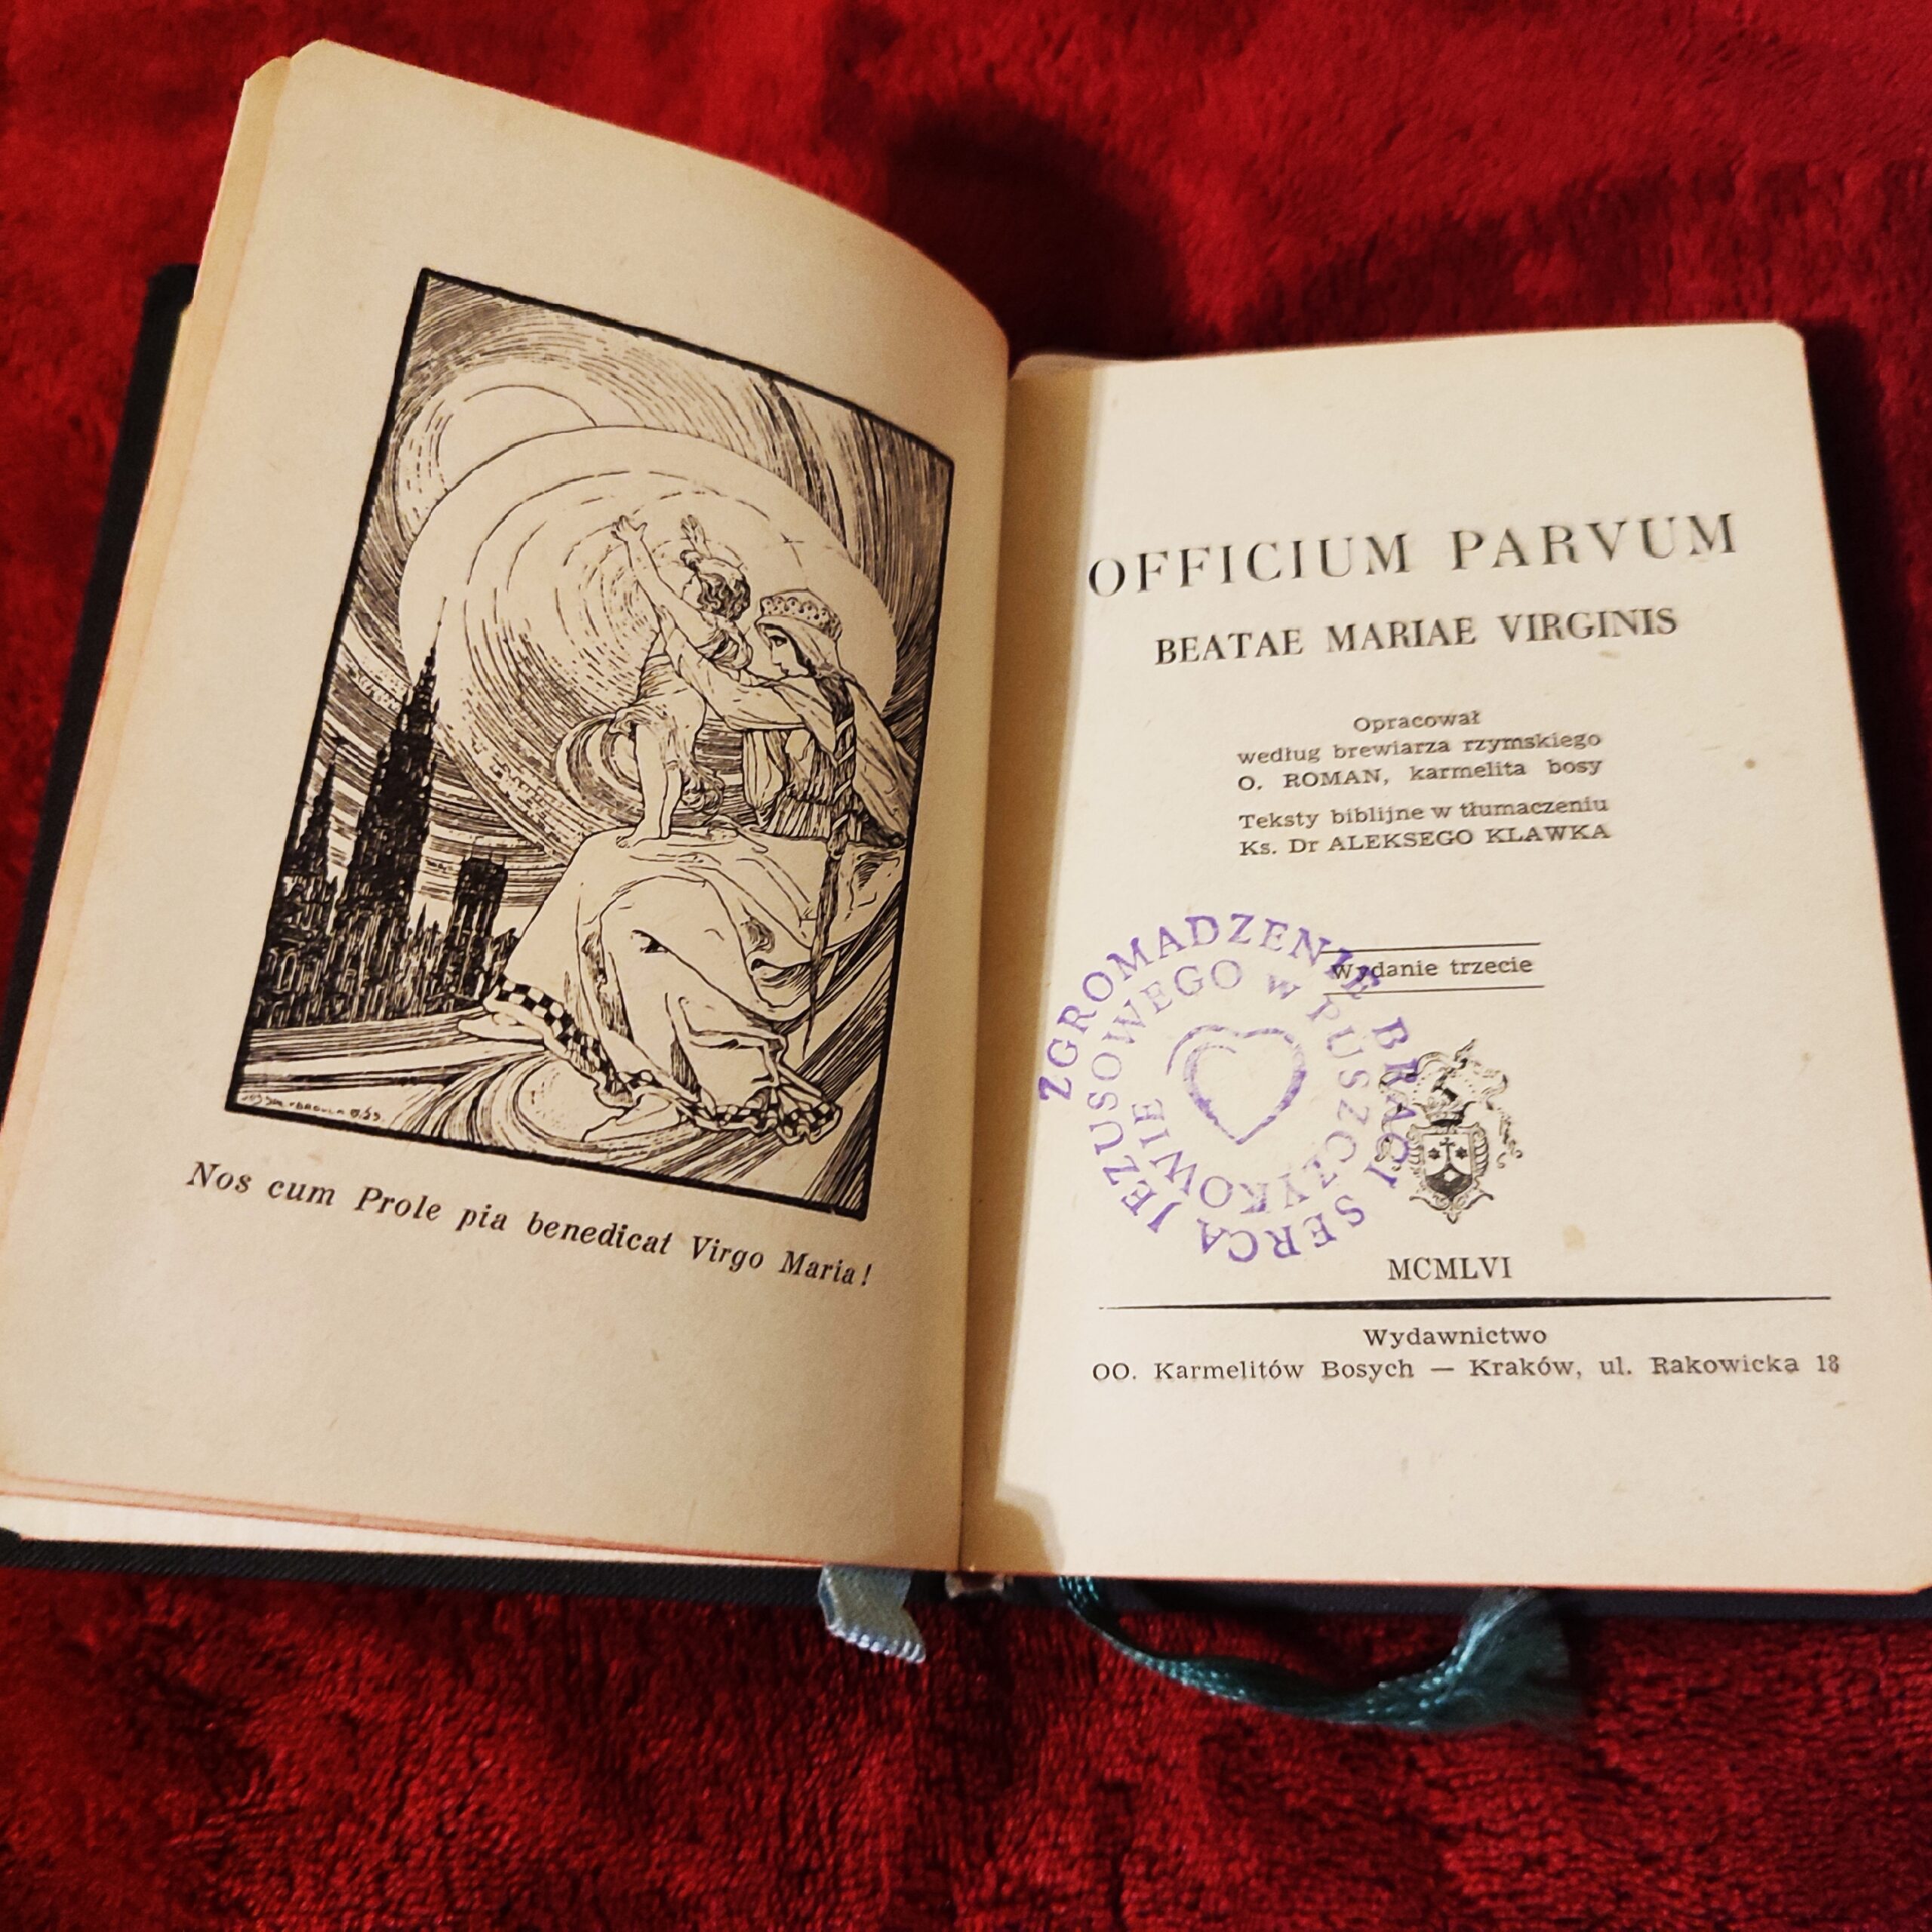 Nos cum Prole pia benedicat Virgo Maria!
OFFICIUM PARVUM
BEATAE MARIAE VIRGINIS
Opracował
według brewiarza rzymskiego
O. ROMAN, karmelita bosy
Teksty biblijne w tłumaczeniu
Ks. Dr ALEKSEGO KLAWKA
Wydanie trzecie
ZGROMADZENIE BRACI SERCA
JEZUSOWEGO w PUSZCZYKOWIE
MCMLVI
Wydawnictwo
OO. Karmelitów Bosych — Kraków, ul. Rakowicka 18